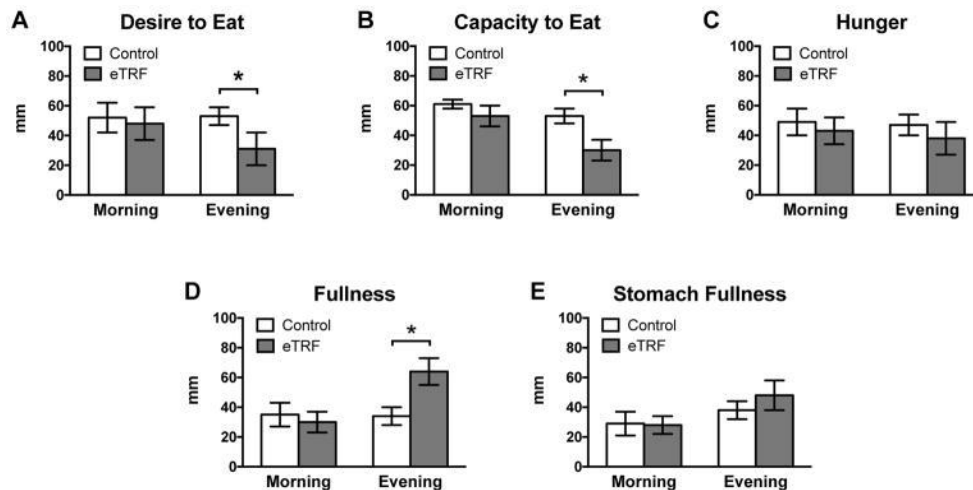 A Desire to Eat
100
80
60
40
20
0
mm
Control
eTRF
*
Morning Evening
B Capacity to Eat
100
80
60
40
20
0
mm
Control
eTRF
*
Morning Evening
C Hunger
100
80
60
40
20
0
mm
Control
eTRF
Morning Evening
D Fullness
100
80
60
40
20
0
mm
Control
eTRF
*
Morning Evening
E Stomach Fullness
100
80
60
40
20
0
mm
Control
eTRF
Morning Evening